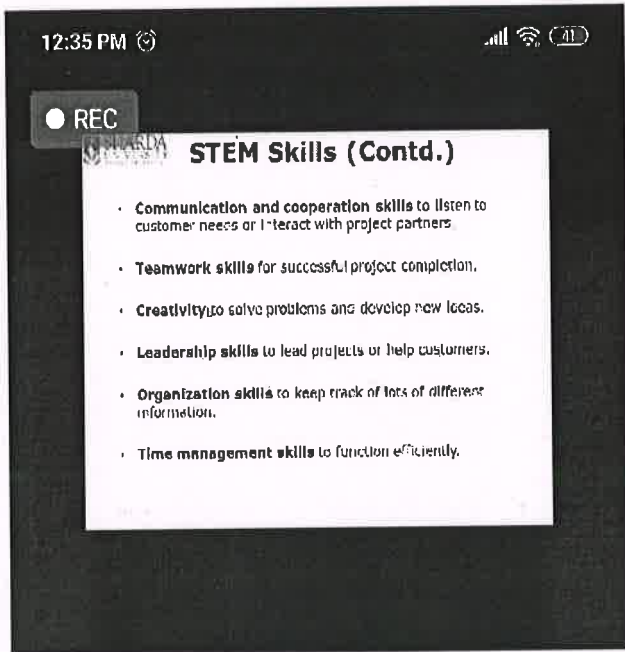 12:35 PM
41
REC
SHARDA
UNIVERSITY
STEM Skills (Contd.)
• Communication and cooperation skills to listen to
customer needs or interact with project partners
• Teamwork skills for successful project completion.
• Creativity to solve problems and develop new ideas.
• Leadership skills to lead projects or help customers.
• Organization skills to keep track of lots of different
information.
• Time management skills to function efficiently.